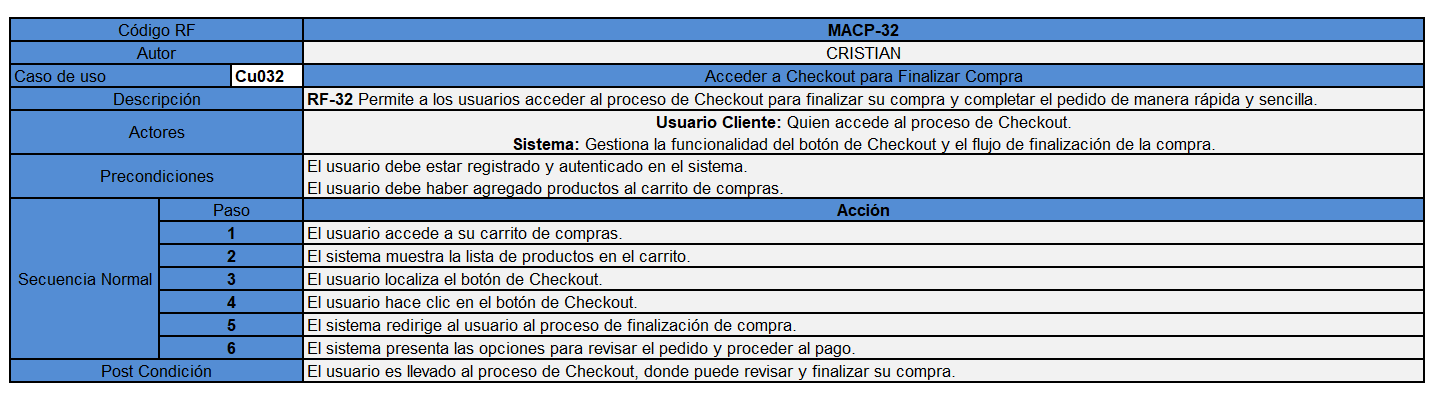 Código RF MACP-32
Autor CRISTIAN
Caso de uso Cu032 Acceder a Checkout para Finalizar Compra
Descripción RF-32 Permite a los usuarios acceder al proceso de Checkout para finalizar su compra y completar el pedido de manera rápida y sencilla.
Actores
Usuario Cliente: Quien accede al proceso de Checkout.
Sistema: Gestiona la funcionalidad del botón de Checkout y el flujo de finalización de la compra.
Precondiciones
El usuario debe estar registrado y autenticado en el sistema.
El usuario debe haber agregado productos al carrito de compras.
Secuencia Normal
Paso Acción
1 El usuario accede a su carrito de compras.
2 El sistema muestra la lista de productos en el carrito.
3 El usuario localiza el botón de Checkout.
4 El usuario hace clic en el botón de Checkout.
5 El sistema redirige al usuario al proceso de finalización de compra.
6 El sistema presenta las opciones para revisar el pedido y proceder al pago.
Post Condición El usuario es llevado al proceso de Checkout, donde puede revisar y finalizar su compra.